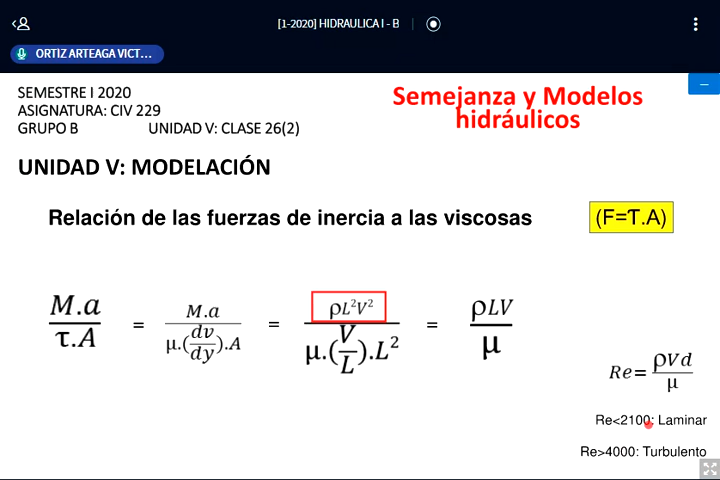 [1-2020] HIDRAULICA I - B
ORTIZ ARTEAGA VICT...
SEMESTRE I 2020
ASIGNATURA: CIV 229
GRUPO B UNIDAD V: CLASE 26(2)
Semejanza y Modelos
hidráulicos
UNIDAD V: MODELACIÓN
Relación de las fuerzas de inercia a las viscosas (F=Ƭ.A)
M.a / τ.A = M.a / μ.(dv/dy).A = ρL²V² / μ.(V/L).L² = ρLV / μ
Re= ρVd / μ
Re<2100: Laminar
Re>4000: Turbulento